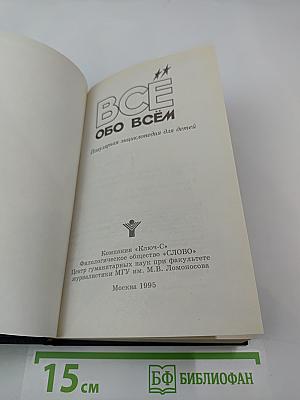 ВСЁ
ОБО ВСЁМ
Популярная энциклопедия для детей
Компания «Ключ-С»
Филологическое общество «СЛОВО»
Центр гуманитарных наук при факультете
журналистики МГУ им. М.В. Ломоносова
Москва 1995
15 см
БФ БИБЛИОФАН